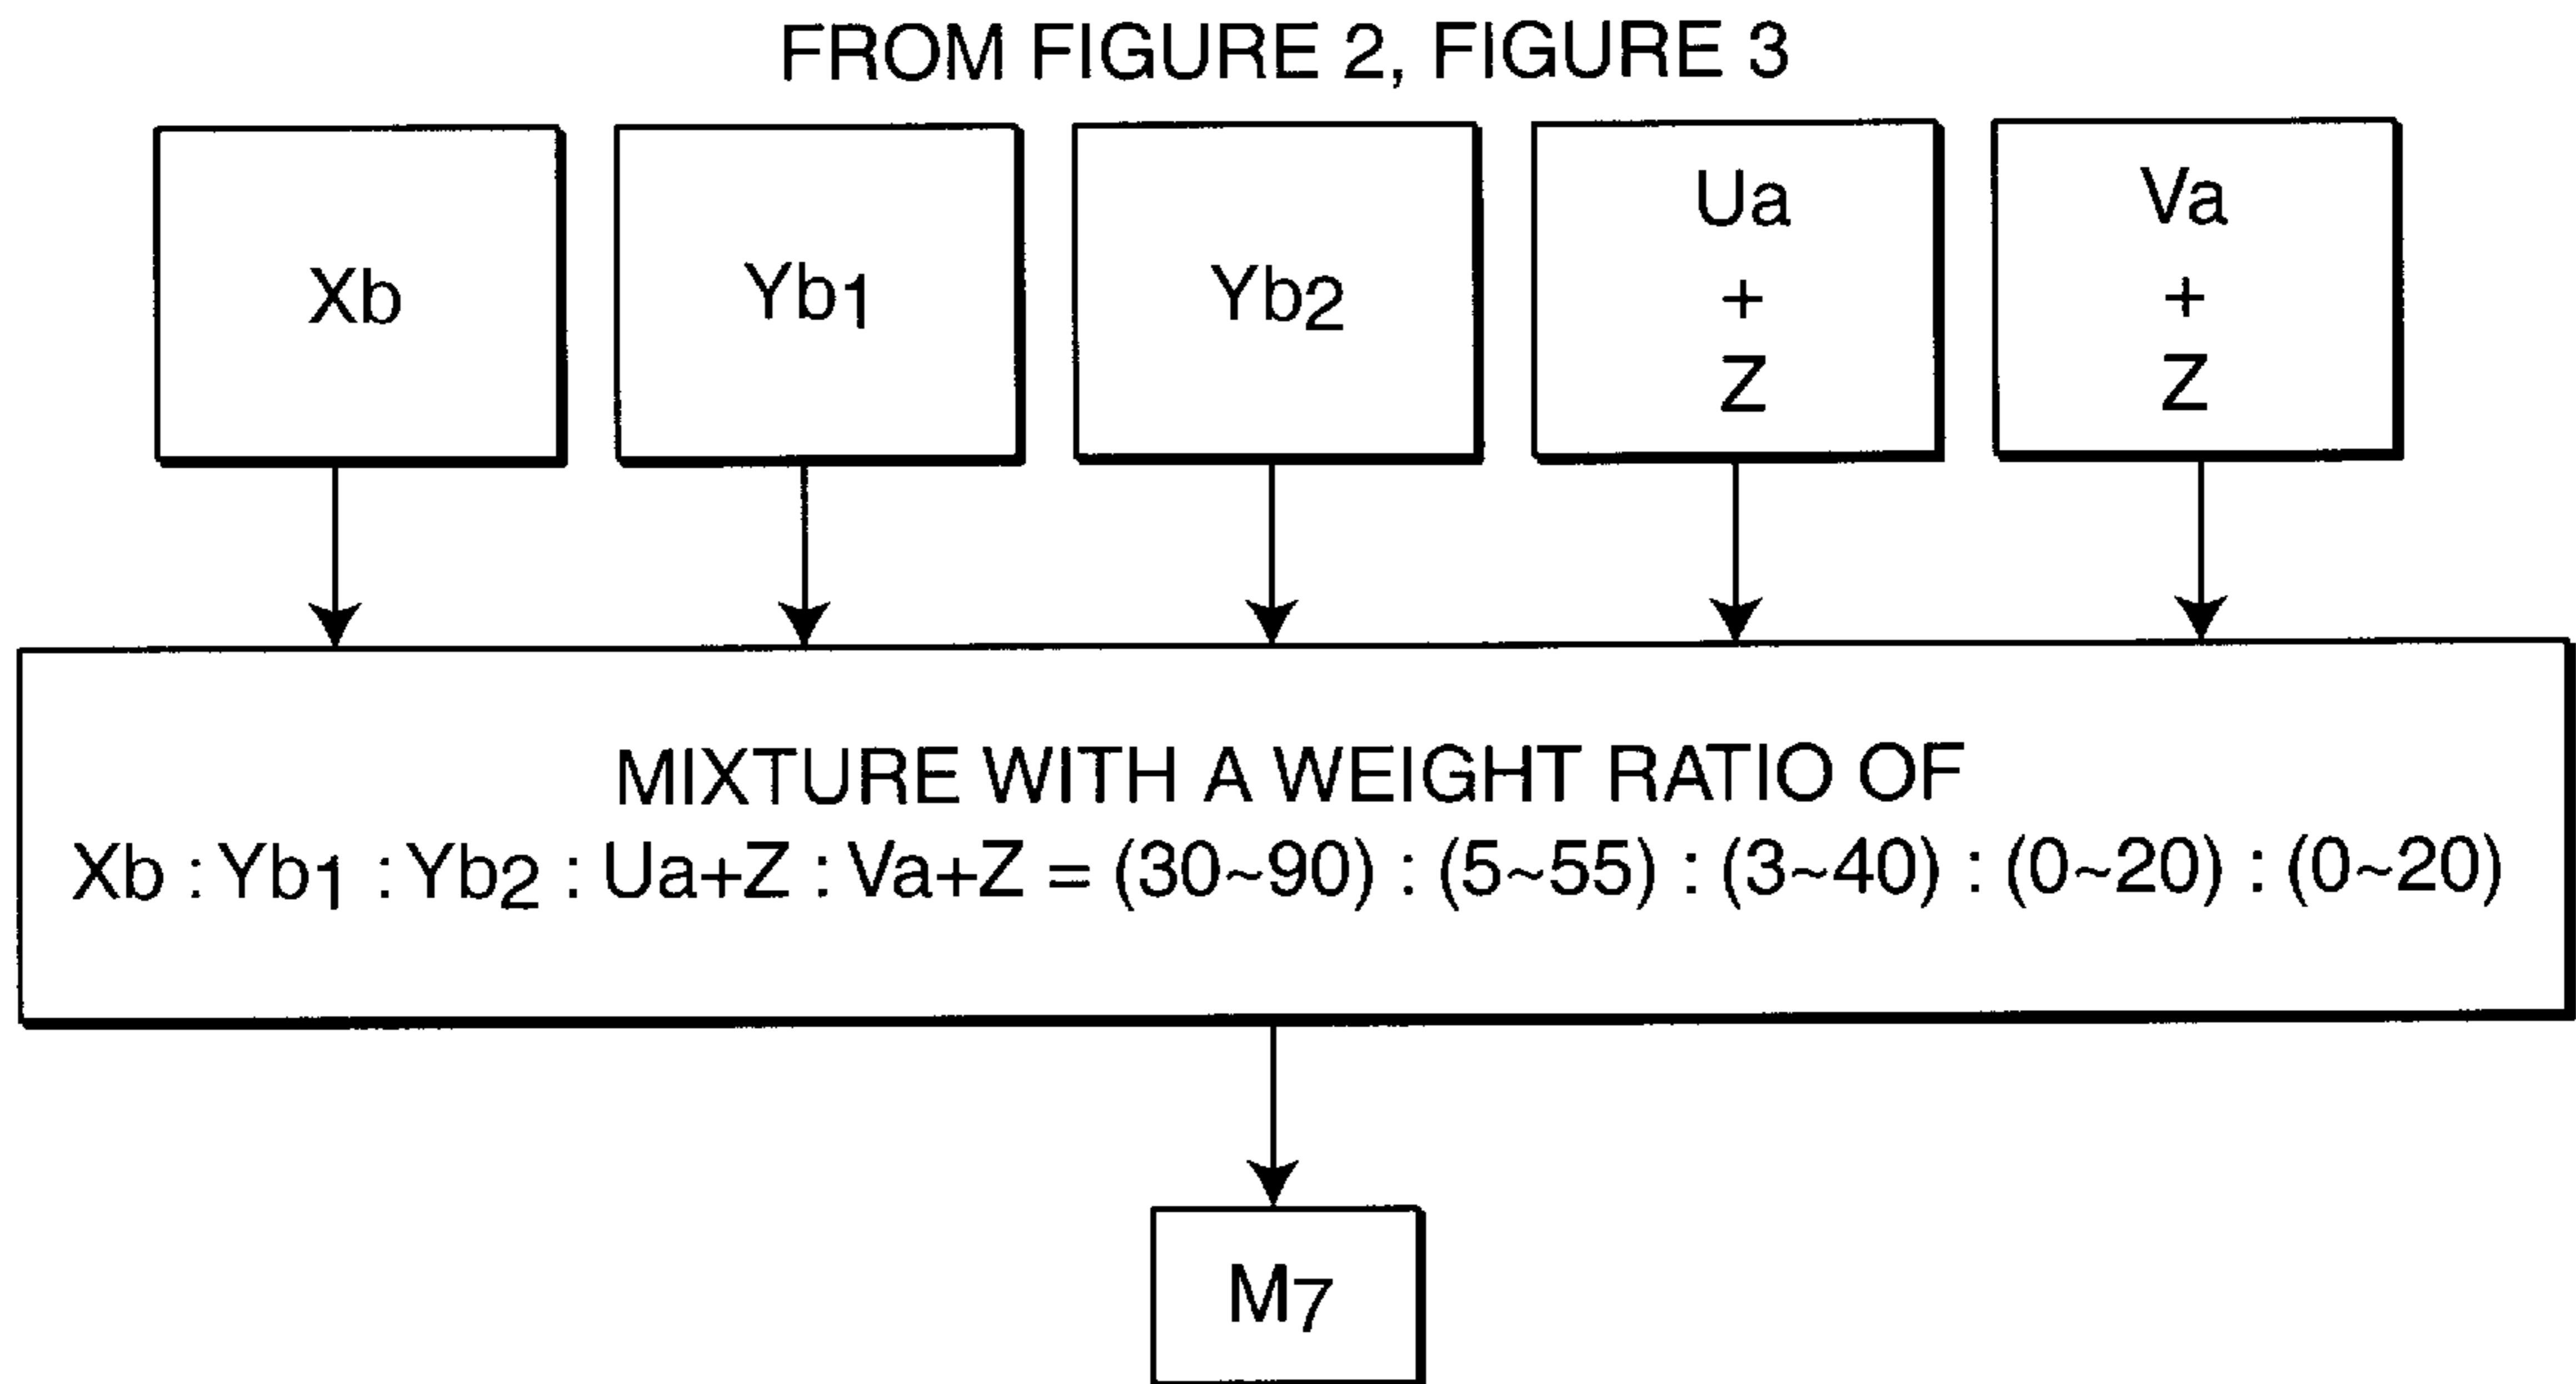 FROM FIGURE 2, FIGURE 3
Xb
Yb1
Yb2
Ua
+
Z
Va
+
Z
MIXTURE WITH A WEIGHT RATIO OF
Xb : Yb1 : Yb2 : Ua+Z : Va+Z = (30~90) : (5~55) : (3~40) : (0~20) : (0~20)
M7